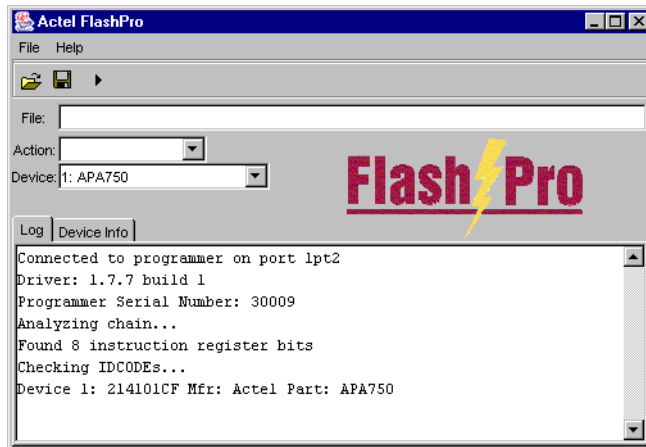 Actel FlashPro
File Help
File:
Action:
Device: 1: APA750
Flash Pro
Log Device Info
Connected to programmer on port lpt2
Driver: 1.7.7 build 1
Programmer Serial Number: 30009
Analyzing chain...
Found 8 instruction register bits
Checking IDCODEs...
Device 1: 214101CF Mfr: Actel Part: APA750